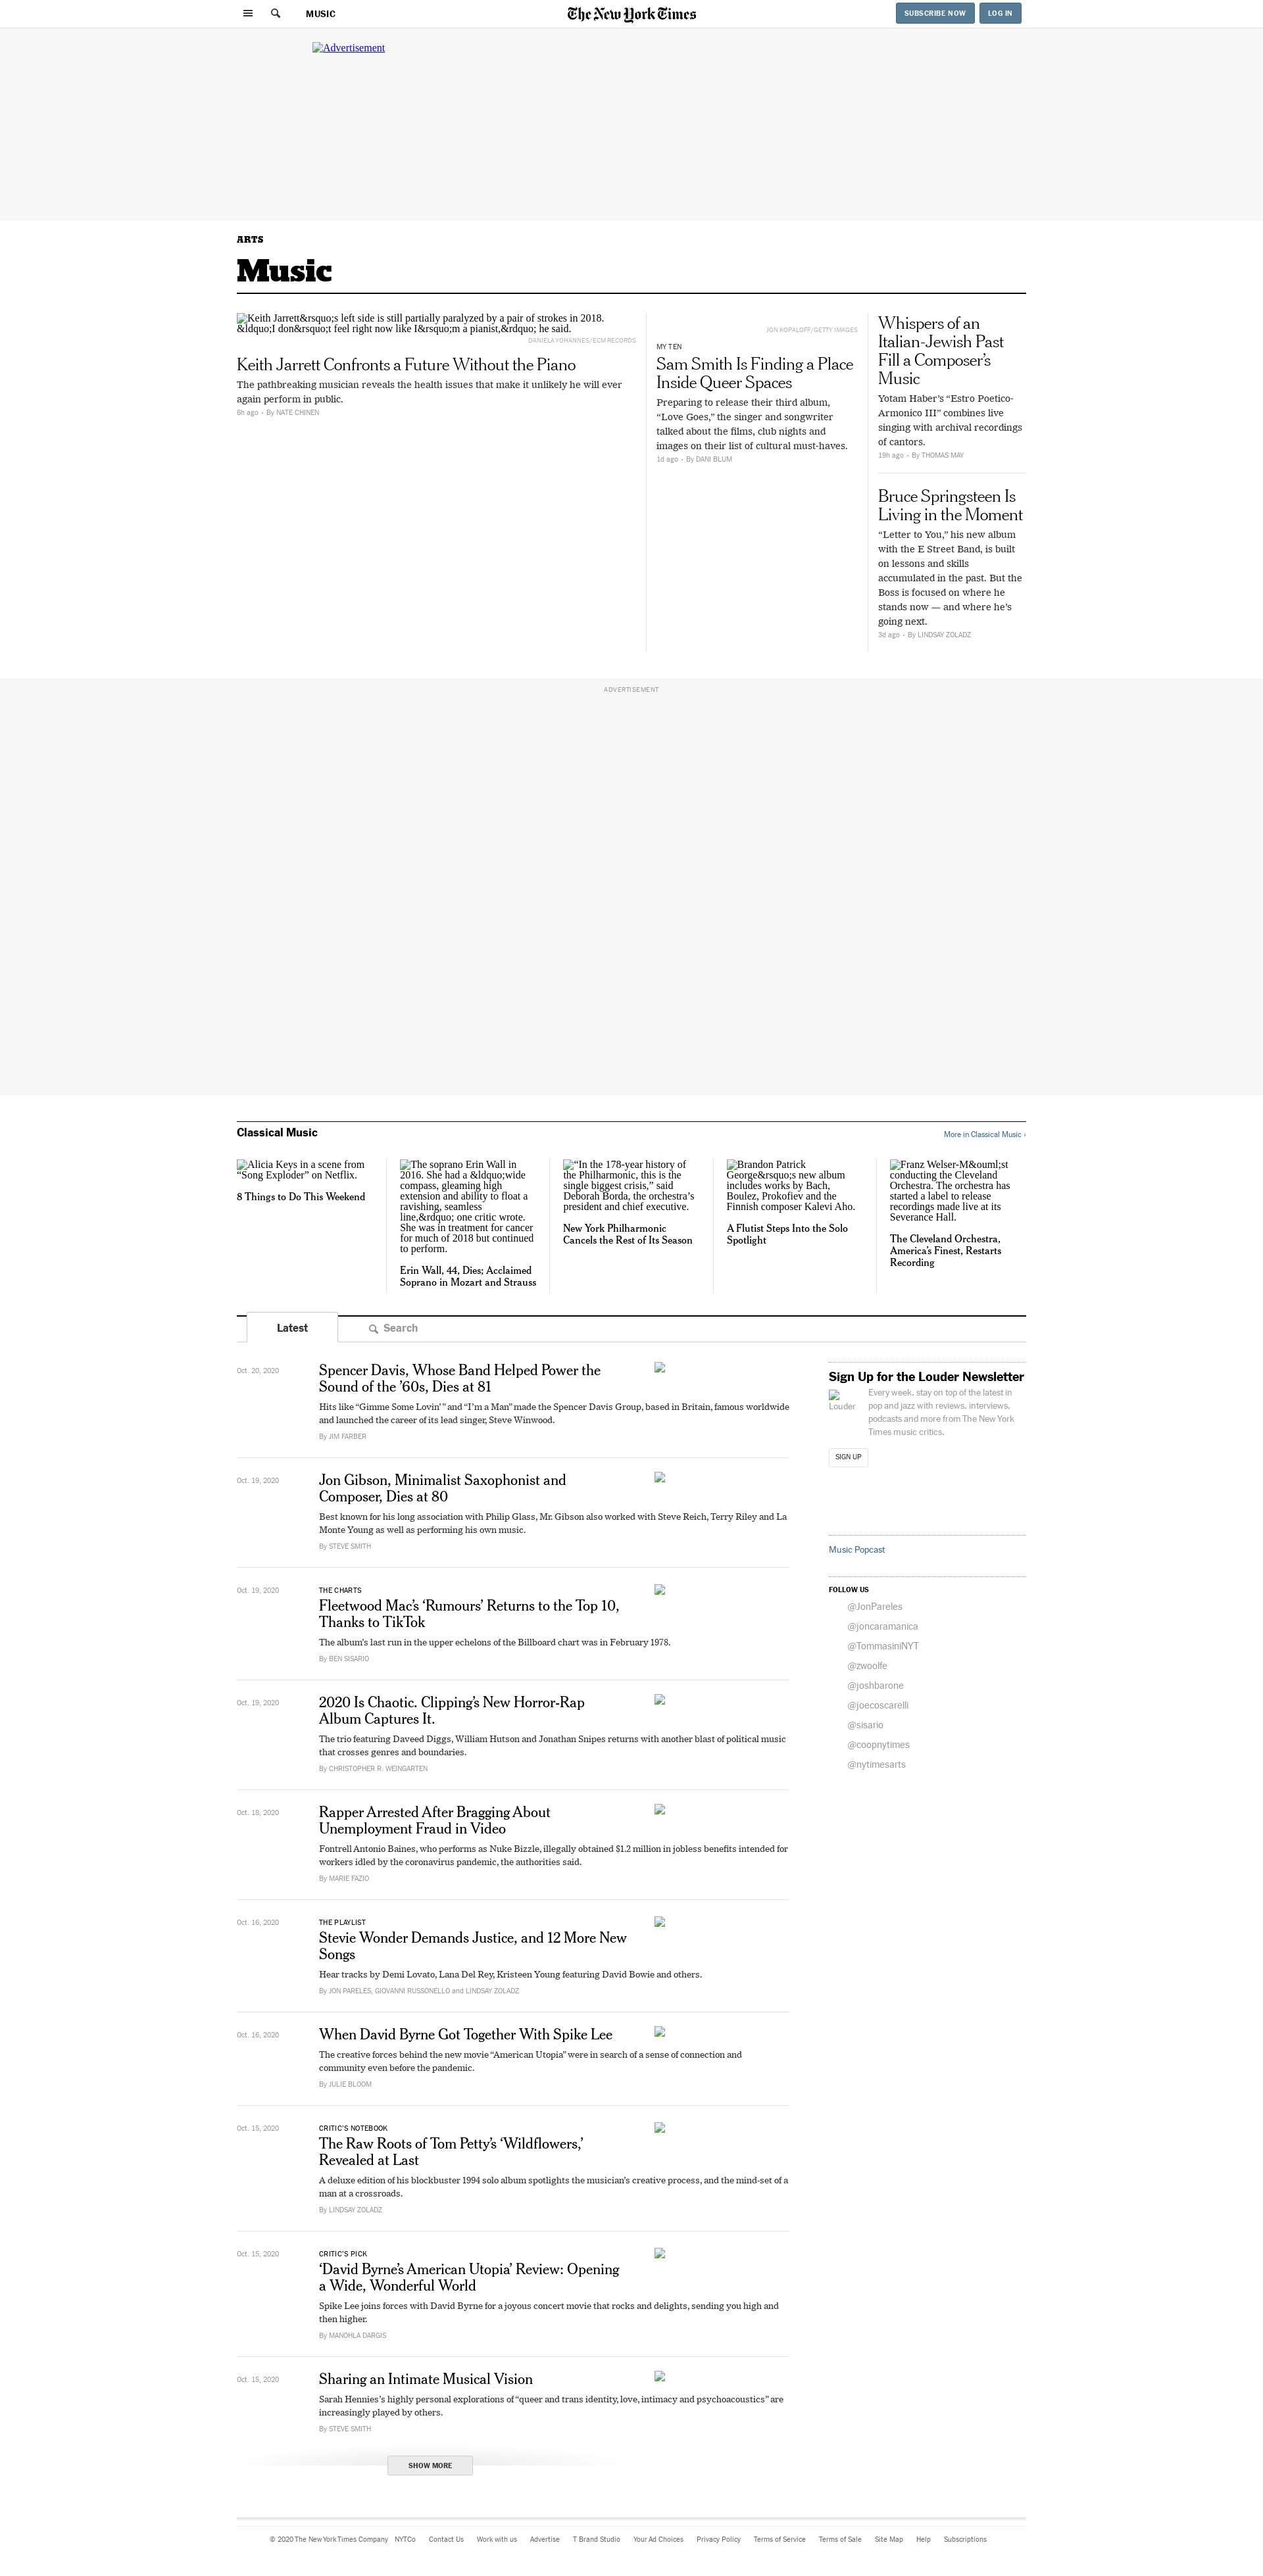 MUSIC
The New York Times
SUBSCRIBE NOW
LOG IN
Advertisement
ARTS
Music
Keith Jarrett&rsquo;s left side is still partially paralyzed by a pair of strokes in 2018.
&ldquo;I don&rsquo;t feel right now like I&rsquo;m a pianist,&rdquo; he said.
DANIELA YOHANNES/ECM RECORDS
Keith Jarrett Confronts a Future Without the Piano
The pathbreaking musician reveals the health issues that make it unlikely he will ever
again perform in public.
6h ago • By NATE CHINEN
JON KOPALOFF/GETTY IMAGES
MY TEN
Sam Smith Is Finding a Place
Inside Queer Spaces
Preparing to release their third album,
“Love Goes,” the singer and songwriter
talked about the films, club nights and
images on their list of cultural must-haves.
1d ago • By DANI BLUM
Whispers of an
Italian-Jewish Past
Fill a Composer’s
Music
Yotam Haber’s “Estro Poetico-
Armonico III” combines live
singing with archival recordings
of cantors.
19h ago • By THOMAS MAY
Bruce Springsteen Is
Living in the Moment
“Letter to You,” his new album
with the E Street Band, is built
on lessons and skills
accumulated in the past. But the
Boss is focused on where he
stands now — and where he’s
going next.
3d ago • By LINDSAY ZOLADZ
ADVERTISEMENT
Classical Music
More in Classical Music ›
Alicia Keys in a scene from
“Song Exploder” on Netflix.
8 Things to Do This Weekend
The soprano Erin Wall in
2016. She had a &ldquo;wide
compass, gleaming high
extension and ability to float a
ravishing, seamless
line,&rdquo; one critic wrote.
She was in treatment for cancer
for much of 2018 but continued
to perform.
Erin Wall, 44, Dies; Acclaimed
Soprano in Mozart and Strauss
“In the 178-year history of
the Philharmonic, this is the
single biggest crisis,” said
Deborah Borda, the orchestra’s
president and chief executive.
New York Philharmonic
Cancels the Rest of Its Season
Brandon Patrick
George&rsquo;s new album
includes works by Bach,
Boulez, Prokofiev and the
Finnish composer Kalevi Aho.
A Flutist Steps Into the Solo
Spotlight
Franz Welser-M&ouml;st
conducting the Cleveland
Orchestra. The orchestra has
started a label to release
recordings made live at its
Severance Hall.
The Cleveland Orchestra,
America’s Finest, Restarts
Recording
Latest
Search
Oct. 20, 2020
Spencer Davis, Whose Band Helped Power the
Sound of the ’60s, Dies at 81
Hits like “Gimme Some Lovin’ ” and “I’m a Man” made the Spencer Davis Group, based in Britain, famous worldwide
and launched the career of its lead singer, Steve Winwood.
By JIM FARBER
Oct. 19, 2020
Jon Gibson, Minimalist Saxophonist and
Composer, Dies at 80
Best known for his long association with Philip Glass, Mr. Gibson also worked with Steve Reich, Terry Riley and La
Monte Young as well as performing his own music.
By STEVE SMITH
Oct. 19, 2020
THE CHARTS
Fleetwood Mac’s ‘Rumours’ Returns to the Top 10,
Thanks to TikTok
The album’s last run in the upper echelons of the Billboard chart was in February 1978.
By BEN SISARIO
Oct. 19, 2020
2020 Is Chaotic. Clipping’s New Horror-Rap
Album Captures It.
The trio featuring Daveed Diggs, William Hutson and Jonathan Snipes returns with another blast of political music
that crosses genres and boundaries.
By CHRISTOPHER R. WEINGARTEN
Oct. 18, 2020
Rapper Arrested After Bragging About
Unemployment Fraud in Video
Fontrell Antonio Baines, who performs as Nuke Bizzle, illegally obtained $1.2 million in jobless benefits intended for
workers idled by the coronavirus pandemic, the authorities said.
By MARIE FAZIO
Oct. 16, 2020
THE PLAYLIST
Stevie Wonder Demands Justice, and 12 More New
Songs
Hear tracks by Demi Lovato, Lana Del Rey, Kristeen Young featuring David Bowie and others.
By JON PARELES, GIOVANNI RUSSONELLO and LINDSAY ZOLADZ
Oct. 16, 2020
When David Byrne Got Together With Spike Lee
The creative forces behind the new movie “American Utopia” were in search of a sense of connection and
community even before the pandemic.
By JULIE BLOOM
Oct. 15, 2020
CRITIC’S NOTEBOOK
The Raw Roots of Tom Petty’s ‘Wildflowers,’
Revealed at Last
A deluxe edition of his blockbuster 1994 solo album spotlights the musician’s creative process, and the mind-set of a
man at a crossroads.
By LINDSAY ZOLADZ
Oct. 15, 2020
CRITIC’S PICK
‘David Byrne’s American Utopia’ Review: Opening
a Wide, Wonderful World
Spike Lee joins forces with David Byrne for a joyous concert movie that rocks and delights, sending you high and
then higher.
By MANOHLA DARGIS
Oct. 15, 2020
Sharing an Intimate Musical Vision
Sarah Hennies’s highly personal explorations of “queer and trans identity, love, intimacy and psychoacoustics” are
increasingly played by others.
By STEVE SMITH
SHOW MORE
Sign Up for the Louder Newsletter
Louder
Every week, stay on top of the latest in
pop and jazz with reviews, interviews,
podcasts and more from The New York
Times music critics.
SIGN UP
Music Popcast
FOLLOW US
@JonPareles
@joncaramanica
@TommasiniNYT
@zwoolfe
@joshbarone
@joecoscarelli
@sisario
@coopnytimes
@nytimesarts
© 2020 The New York Times Company NYTCo Contact Us Work with us Advertise T Brand Studio Your Ad Choices Privacy Policy Terms of Service Terms of Sale Site Map Help Subscriptions